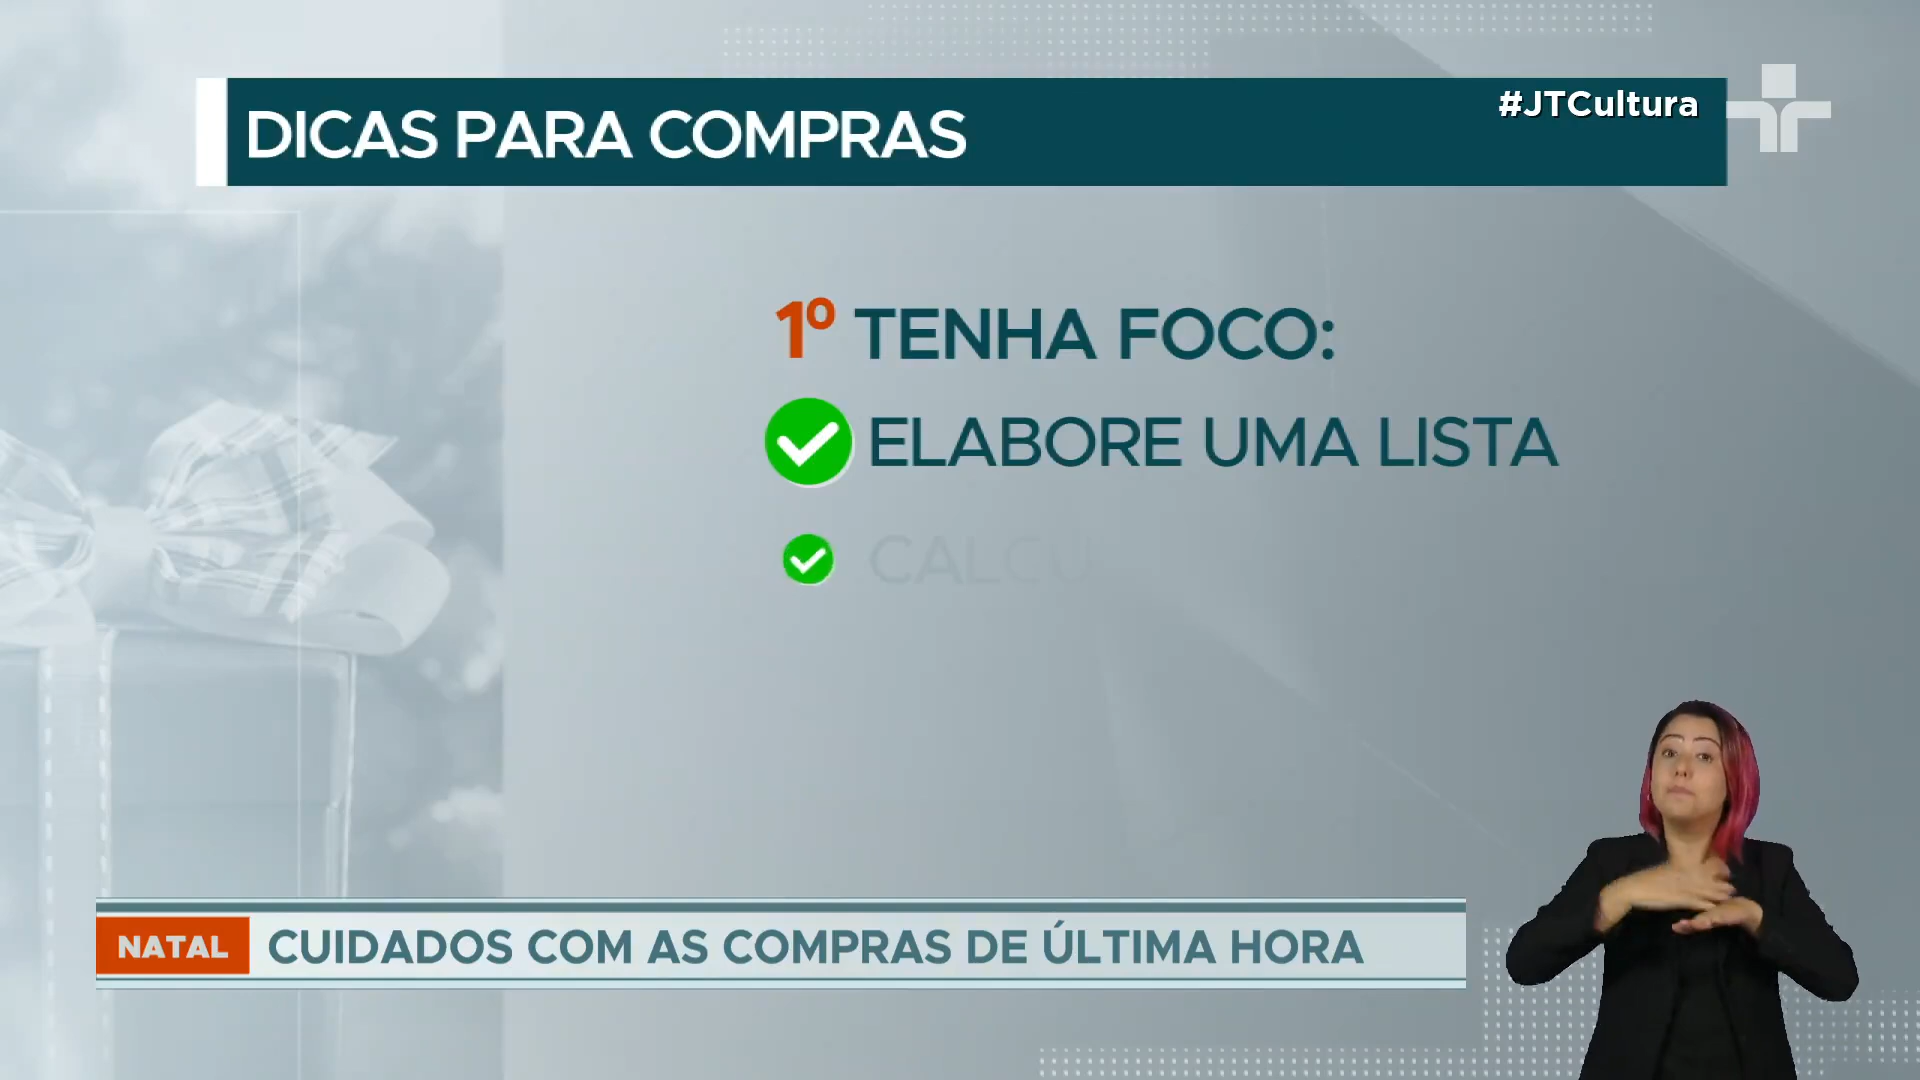 DICAS PARA COMPRAS
#JTCultura
1º TENHA FOCO:
ELABORE UMA LISTA
NATAL
CUIDADOS COM AS COMPRAS DE ÚLTIMA HORA